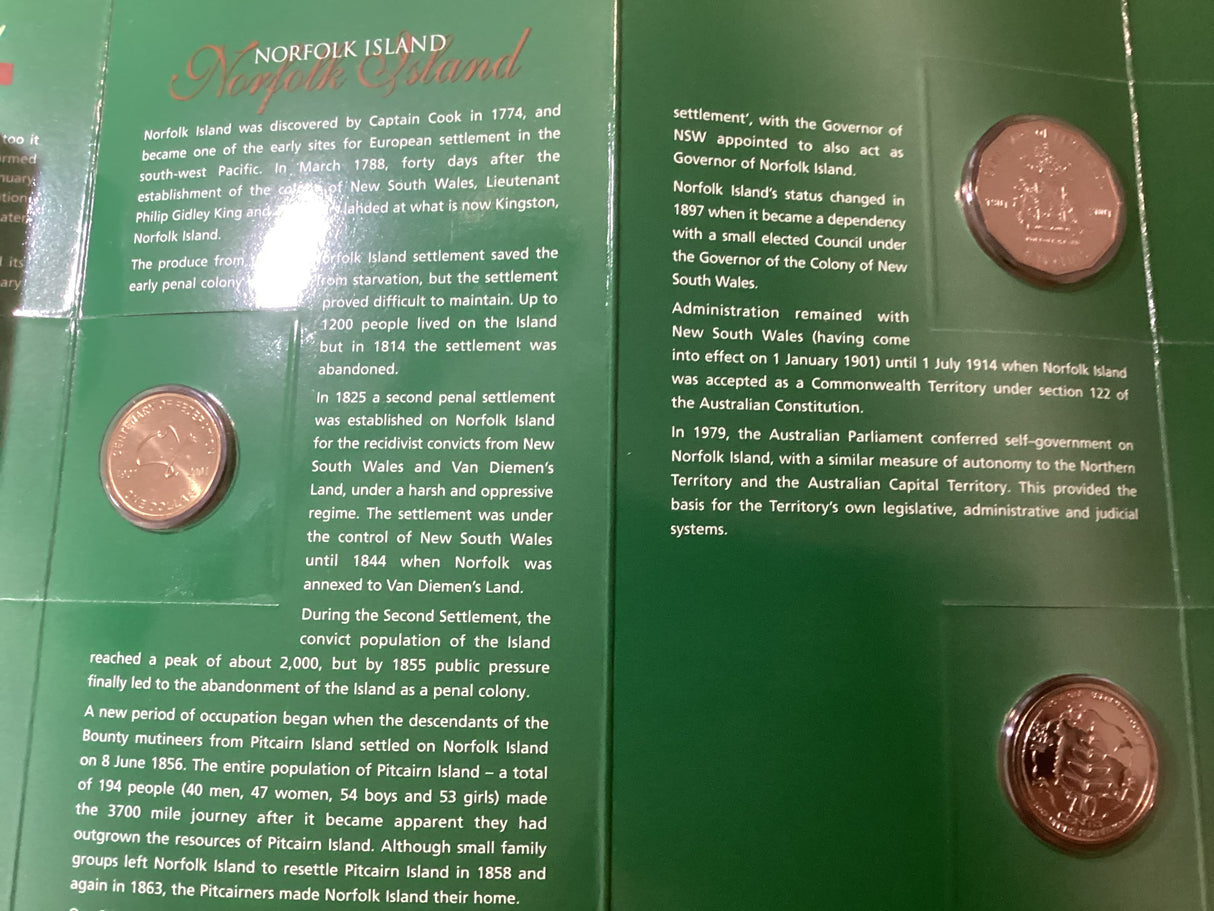 too it
ary
NORFOLK ISLAND
Norfolk Island
Norfolk Island was discovered by Captain Cook in 1774, and
became one of the early sites for European settlement in the
south-west Pacific. In March 1788, forty days after the
establishment of the colony of New South Wales, Lieutenant
Philip Gidley King and landed at what is now Kingston,
Norfolk Island.
The produce from Norfolk Island settlement saved the
early penal colony from starvation, but the settlement
proved difficult to maintain. Up to
1200 people lived on the Island
but in 1814 the settlement was
abandoned.
In 1825 a second penal settlement
was established on Norfolk Island
for the recidivist convicts from New
South Wales and Van Diemen's
Land, under a harsh and oppressive
regime. The settlement was under
the control of New South Wales
until 1844 when Norfolk was
annexed to Van Diemen's Land.
During the Second Settlement, the
convict population of the Island
reached a peak of about 2,000, but by 1855 public pressure
finally led to the abandonment of the Island as a penal colony.
A new period of occupation began when the descendants of the
Bounty mutineers from Pitcairn Island settled on Norfolk Island
on 8 June 1856. The entire population of Pitcairn Island – a total
of 194 people (40 men, 47 women, 54 boys and 53 girls) made
the 3700 mile journey after it became apparent they had
outgrown the resources of Pitcairn Island. Although small family
groups left Norfolk Island to resettle Pitcairn Island in 1858 and
again in 1863, the Pitcairners made Norfolk Island their home.
CENTENARY OF FEDERATION
ONE DOLLAR
settlement', with the Governor of
NSW appointed to also act as
Governor of Norfolk Island.
Norfolk Island's status changed in
1897 when it became a dependency
with a small elected Council under
the Governor of the Colony of New
South Wales.
Administration remained with
New South Wales (having come
into effect on 1 January 1901) until 1 July 1914 when Norfolk Island
was accepted as a Commonwealth Territory under section 122 of
the Australian Constitution.
In 1979, the Australian Parliament conferred self–government on
Norfolk Island, with a similar measure of autonomy to the Northern
Territory and the Australian Capital Territory. This provided the
basis for the Territory's own legislative, administrative and judicial
systems.